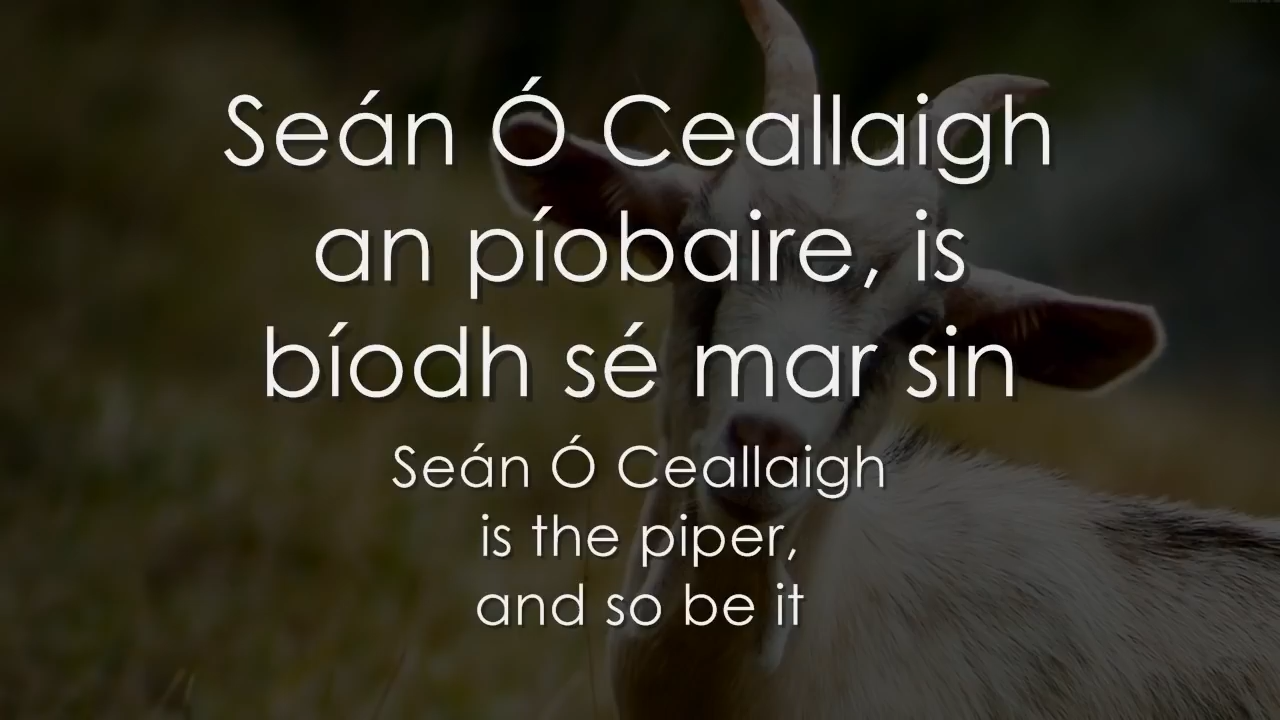 Seán Ó Ceallaigh
an píobaire, is
bíodh sé mar sin
Seán Ó Ceallaigh
is the piper,
and so be it